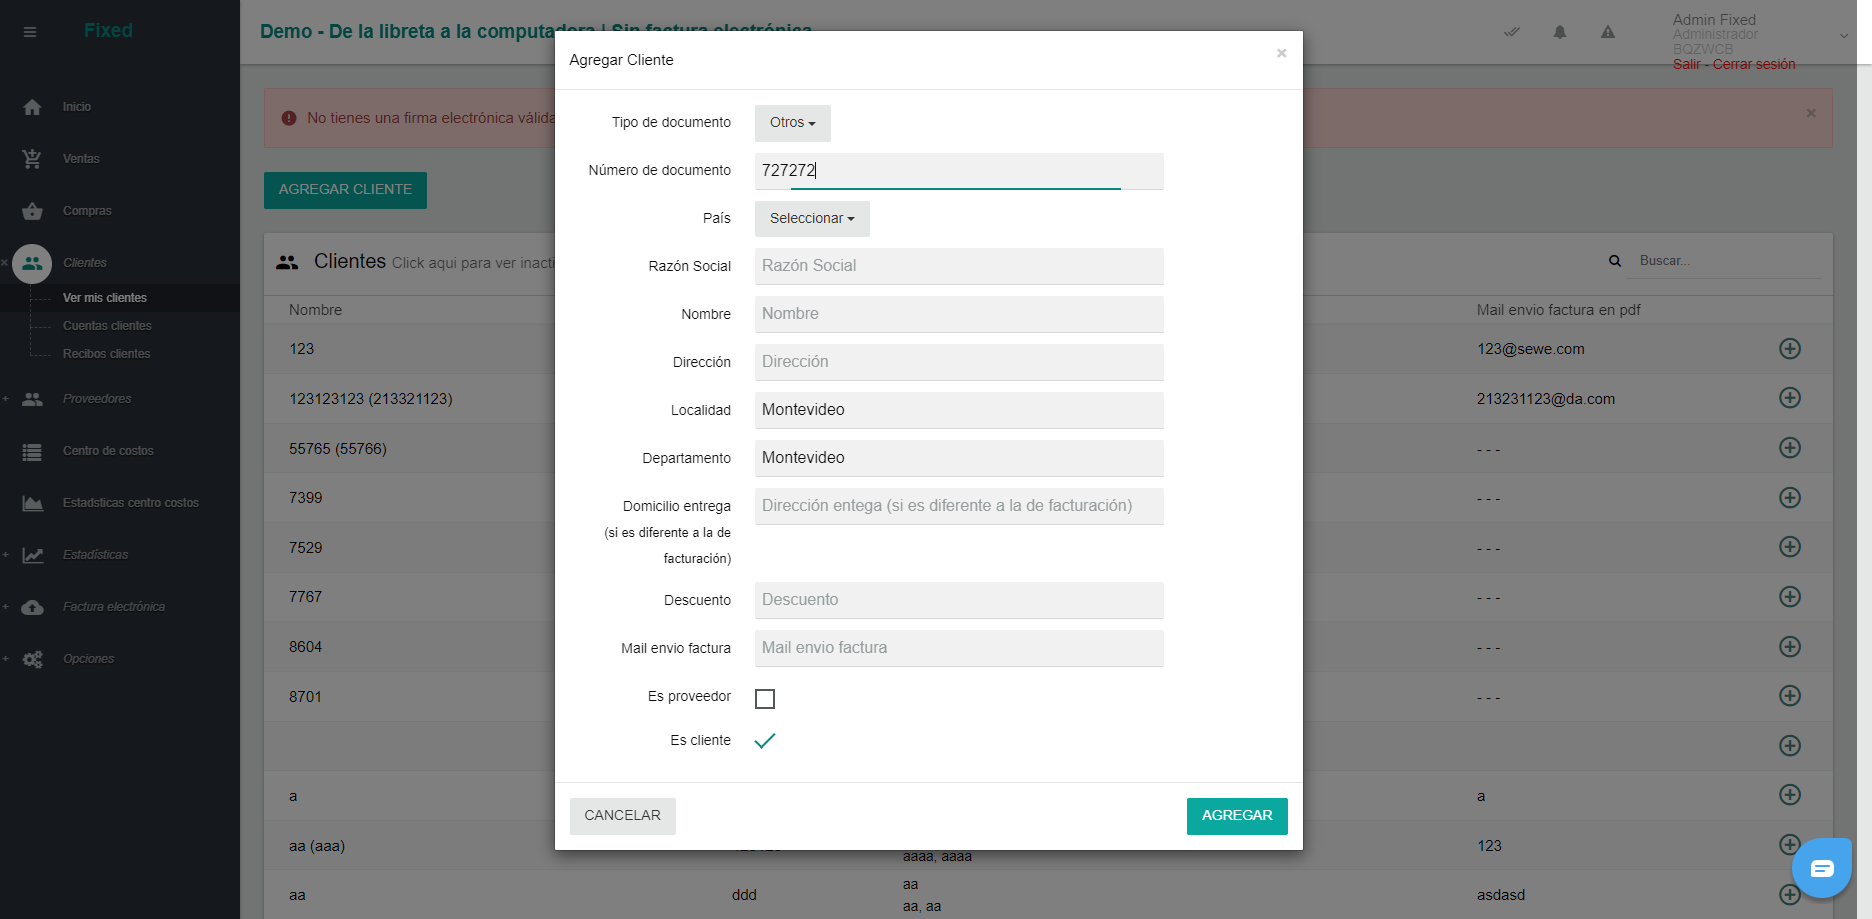 Fixed
Demo - De la libreta a la computadora | Sin factura electrónica
Admin Fixed
Administrador
BQZWCB
Salir - Cerrar sesión
Inicio
Ventas
Compras
Clientes
Ver mis clientes
Cuentas clientes
Recibos clientes
Proveedores
Centro de costos
Estadsticas centro costos
Estadísticas
Factura electrónica
Opciones
No tienes una firma electrónica válida
AGREGAR CLIENTE
Clientes Click aqui para ver inacti
Buscar...
Nombre
Mail envio factura en pdf
123
123@sewe.com
123123123 (213321123)
213231123@da.com
55765 (55766)
- - -
7399
- - -
7529
- - -
7767
- - -
8604
- - -
8701
- - -
a
a
aa (aaa)
aaaa, aaaa
123
aa
ddd
aa
aa, aa
asdasd
Agregar Cliente
×
Tipo de documento
Otros
Número de documento
727272
País
Seleccionar
Razón Social
Razón Social
Nombre
Nombre
Dirección
Dirección
Localidad
Montevideo
Departamento
Montevideo
Domicilio entrega
(si es diferente a la de
facturación)
Dirección entega (si es diferente a la de facturación)
Descuento
Descuento
Mail envio factura
Mail envio factura
Es proveedor
Es cliente
CANCELAR
AGREGAR